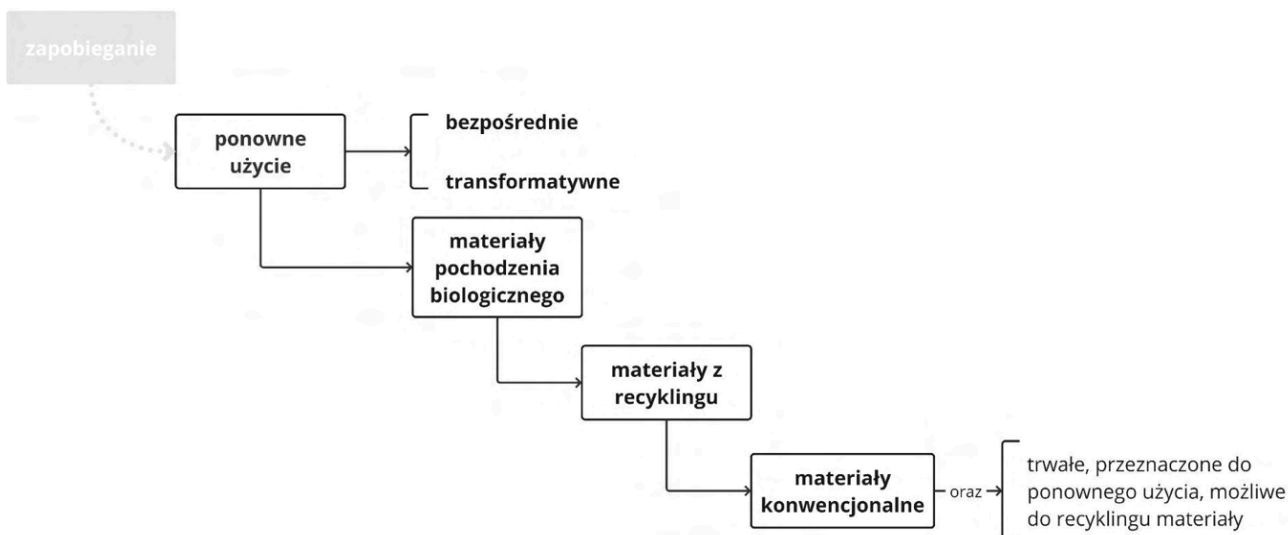 zapobieganie
ponowne
użycie
bezpośrednie
transformatywne
materiały
pochodzenia
biologicznego
materiały z
recyklingu
materiały
konwencjonalne
oraz
trwałe, przeznaczone do
ponownego użycia, możliwe
do recyklingu materiały